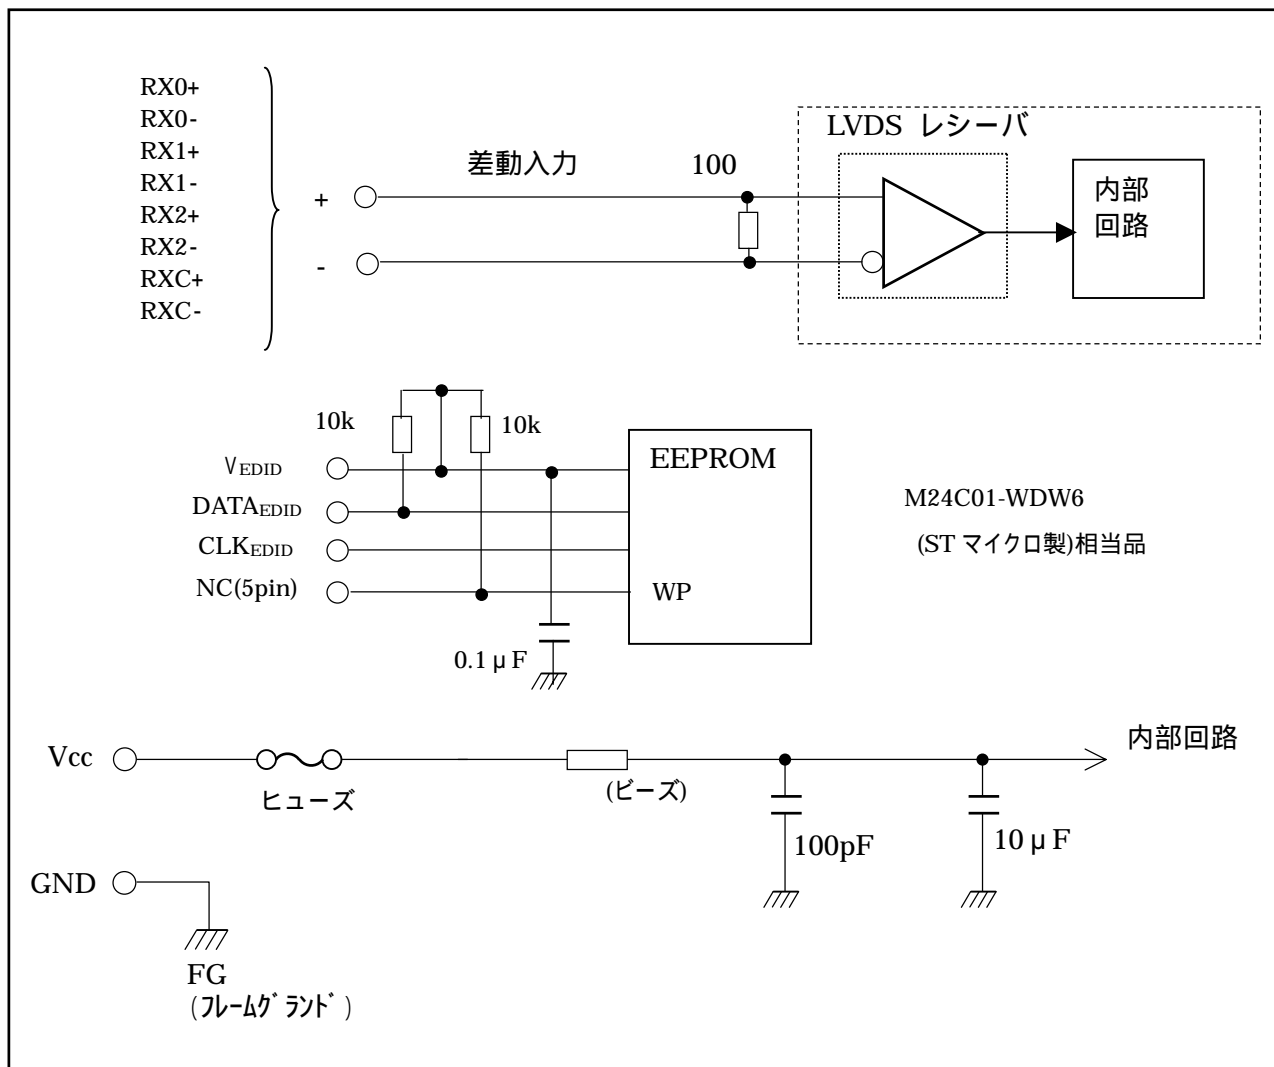 RX0+
RX0-
RX1+
RX1-
RX2+
RX2-
RXC+
RXC-
+
-
差動入力
100
LVDS レシーバ
内部
回路
10k
10k
VEDID
DATAEDID
CLKEDID
NC(5pin)
EEPROM
WP
0.1μF
M24C01-WDW6
(ST マイクロ製)相当品
Vcc
ヒューズ
(ビーズ)
100pF
10μF
内部回路
GND
FG
(フレームグランド)